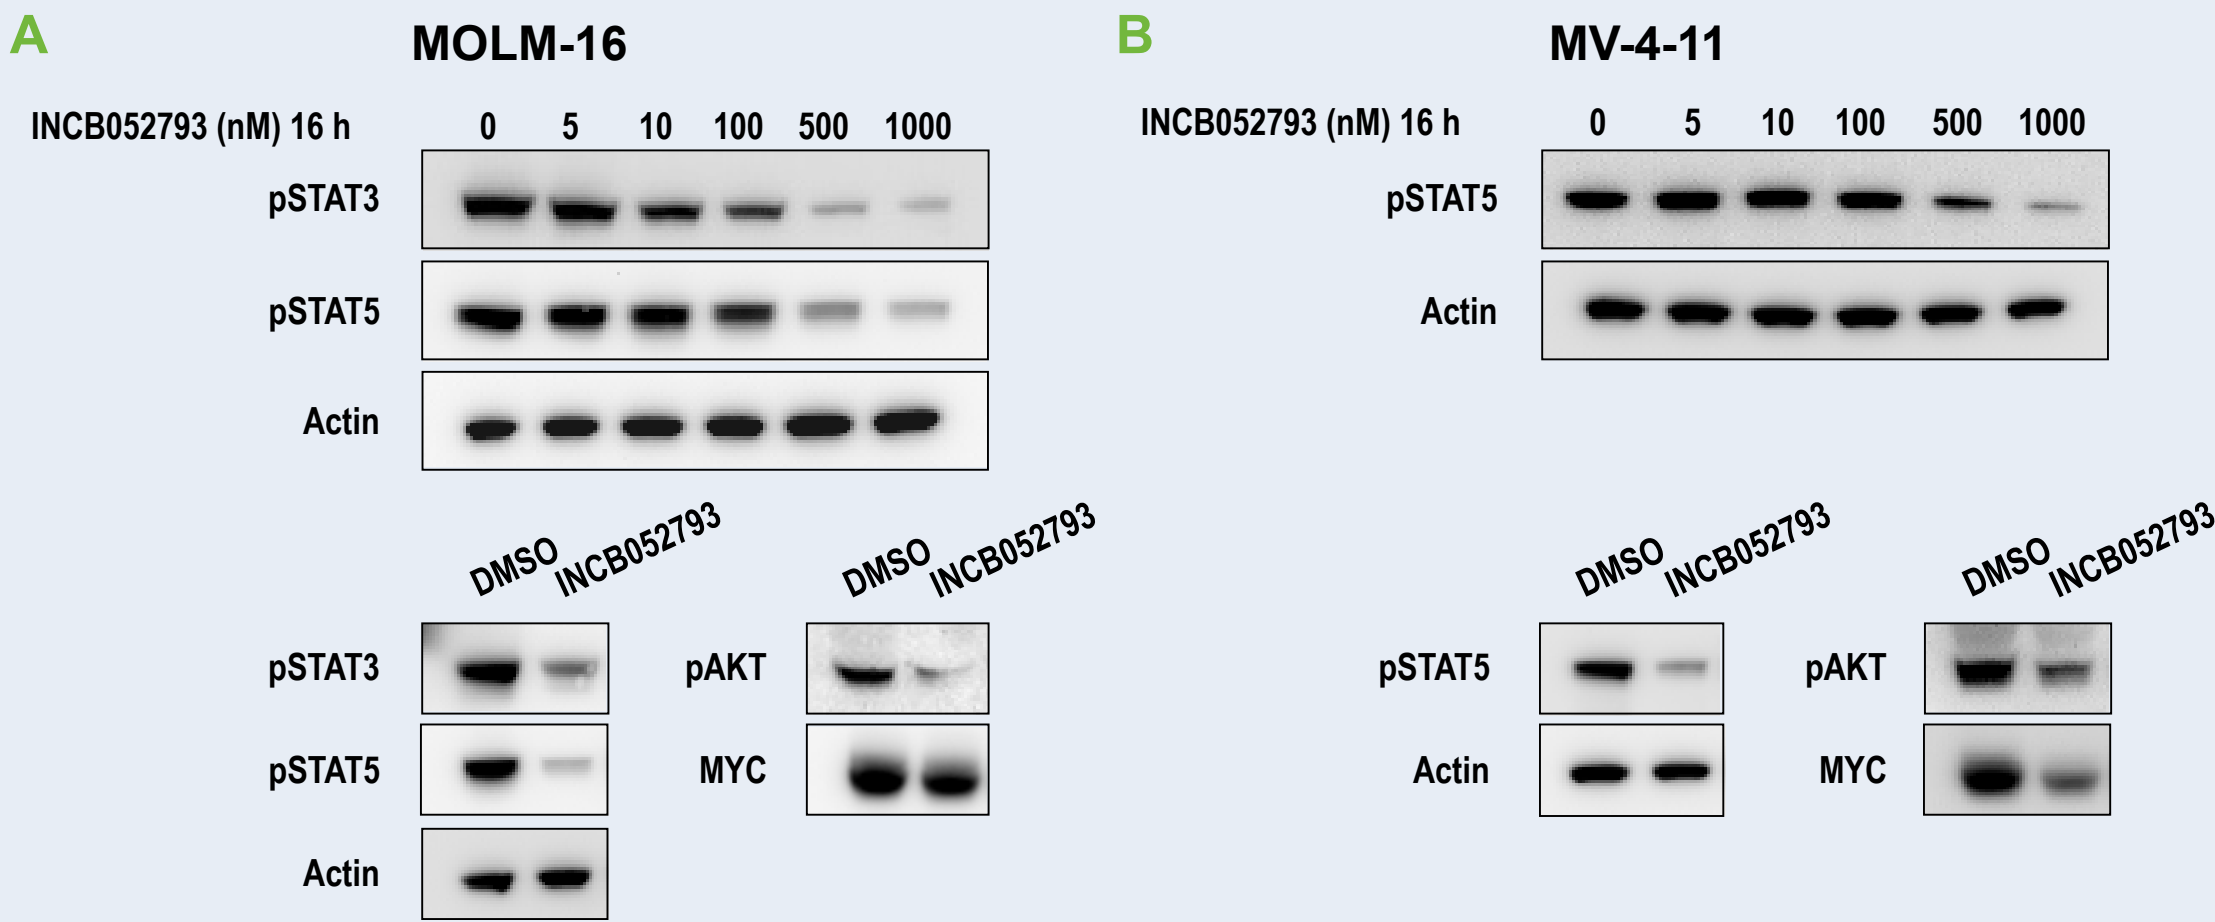 A
MOLM-16
INCB052793 (nM) 16 h 0 5 10 100 500 1000
pSTAT3
pSTAT5
Actin
DMSO INCB052793 DMSO INCB052793
pSTAT3 pAKT
pSTAT5 MYC
Actin
B
MV-4-11
INCB052793 (nM) 16 h 0 5 10 100 500 1000
pSTAT5
Actin
DMSO INCB052793 DMSO INCB052793
pSTAT5 pAKT
Actin MYC